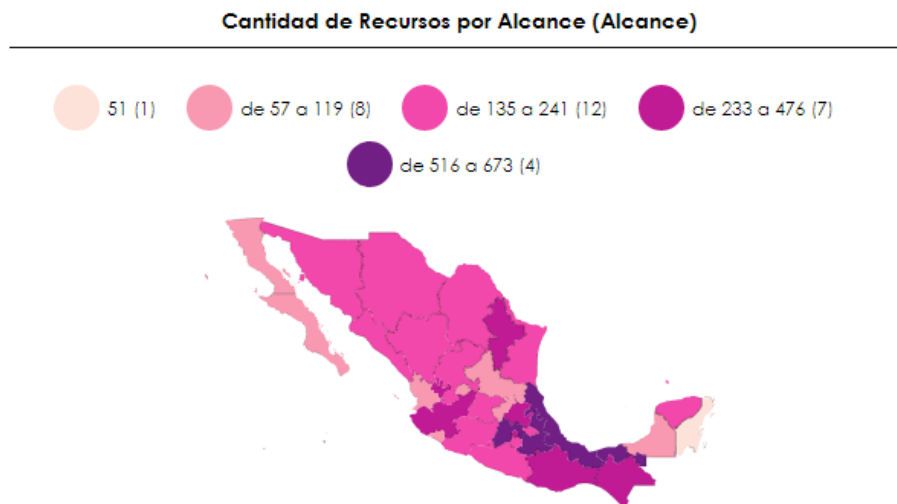 Cantidad de Recursos por Alcance (Alcance)
51 (1) de 57 a 119 (8) de 135 a 241 (12) de 233 a 476 (7)
de 516 a 673 (4)